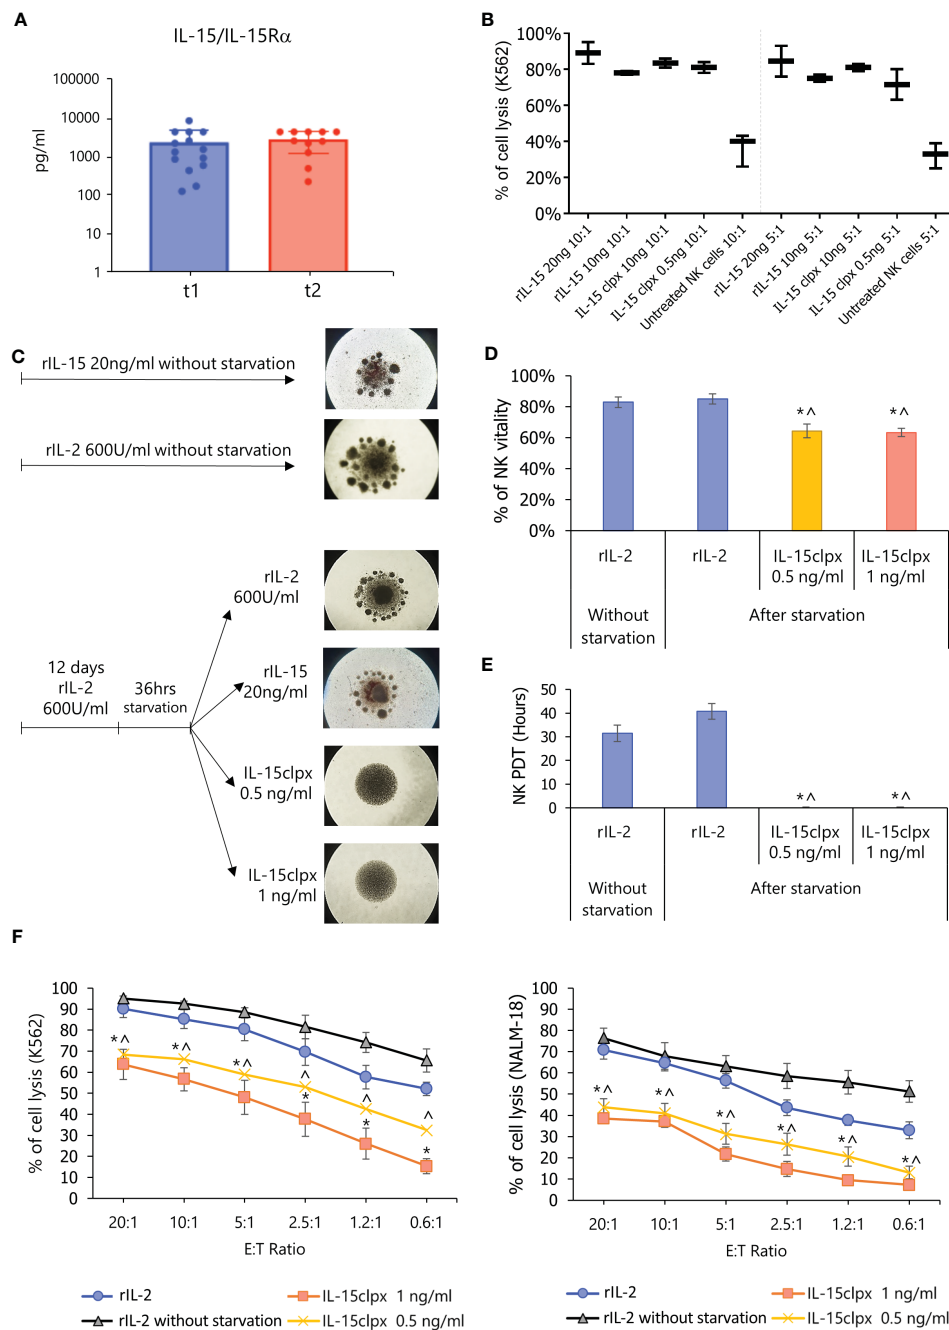 A
IL-15/IL-15Rα
pg/ml
100000
10000
1000
100
10
1
t1
t2
B
% of cell lysis (K562)
100%
80%
60%
40%
20%
0%
rIL-15 20ng 10:1
rIL-15 10ng 10:1
IL-15 clpx 10ng 10:1
IL-15 clpx 0.5ng 10:1
Untreated NK cells 10:1
rIL-15 20ng 5:1
rIL-15 10ng 5:1
IL-15 clpx 10ng 5:1
IL-15 clpx 0.5ng 5:1
Untreated NK cells 5:1
C
rIL-15 20ng/ml without starvation
rIL-2 600U/ml without starvation
12 days
rIL-2
600U/ml
36hrs
starvation
rIL-2
600U/ml
rIL-15
20ng/ml
IL-15clpx
0.5 ng/ml
IL-15clpx
1 ng/ml
D
% of NK vitality
100%
80%
60%
40%
20%
0%
*^
*^
rIL-2
rIL-2
IL-15clpx
0.5 ng/ml
IL-15clpx
1 ng/ml
Without
starvation
After starvation
E
NK PDT (Hours)
50
40
30
20
10
0
*^
*^
rIL-2
rIL-2
IL-15clpx
0.5 ng/ml
IL-15clpx
1 ng/ml
Without
starvation
After starvation
F
% of cell lysis (K562)
100
90
80
70
60
50
40
30
20
10
0
*^
*^
*^
^
*
^
*
^
*
20:1
10:1
5:1
2.5:1
1.2:1
0.6:1
E:T Ratio
rIL-2
IL-15clpx 1 ng/ml
rIL-2 without starvation
IL-15clpx 0.5 ng/ml
% of cell lysis (NALM-18)
100
90
80
70
60
50
40
30
20
10
0
*^
*^
*^
*^
*^
*^
20:1
10:1
5:1
2.5:1
1.2:1
0.6:1
E:T Ratio
rIL-2
IL-15clpx 1 ng/ml
rIL-2 without starvation
IL-15clpx 0.5 ng/ml